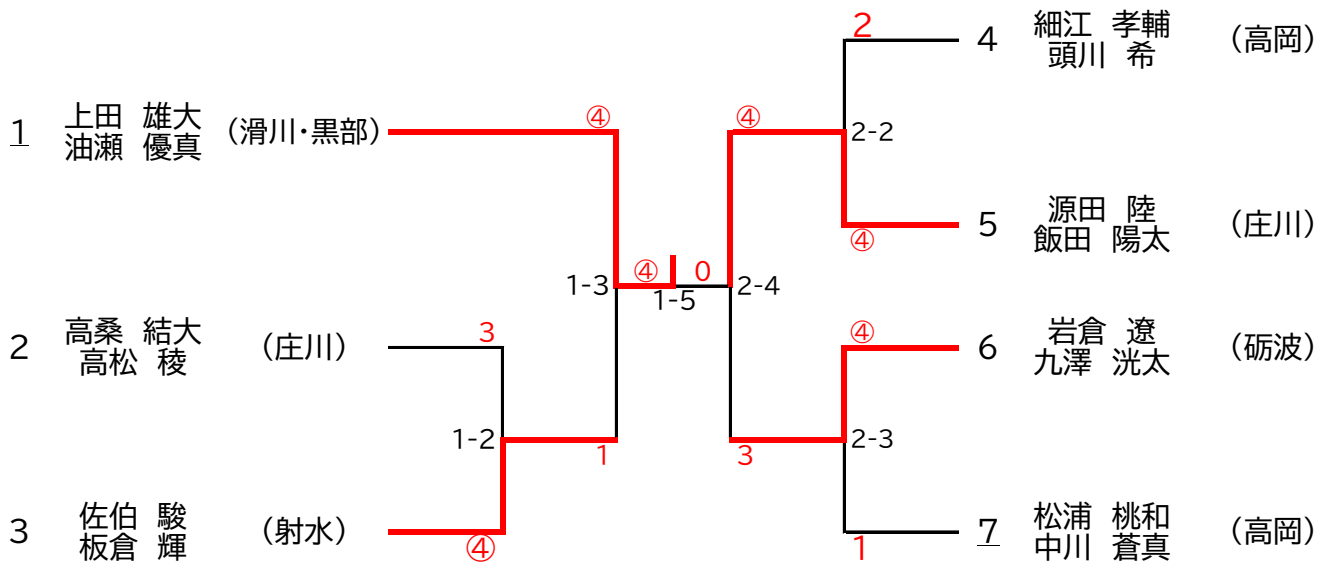 2
4
細江 孝輔
頭川 希
(高岡)
1
上田 雄大
油瀬 優真
(滑川・黒部)
④
④
2-2
5
源田 陸
飯田 陽太
(庄川)
④
1-3
④
0
1-5
2-4
2
高桑 結大
高松 稜
(庄川)
3
④
6
岩倉 遼
九澤 洸太
(砺波)
1-2
1
3
2-3
3
佐伯 駿
板倉 輝
(射水)
④
1
7
松浦 桃和
中川 蒼真
(高岡)